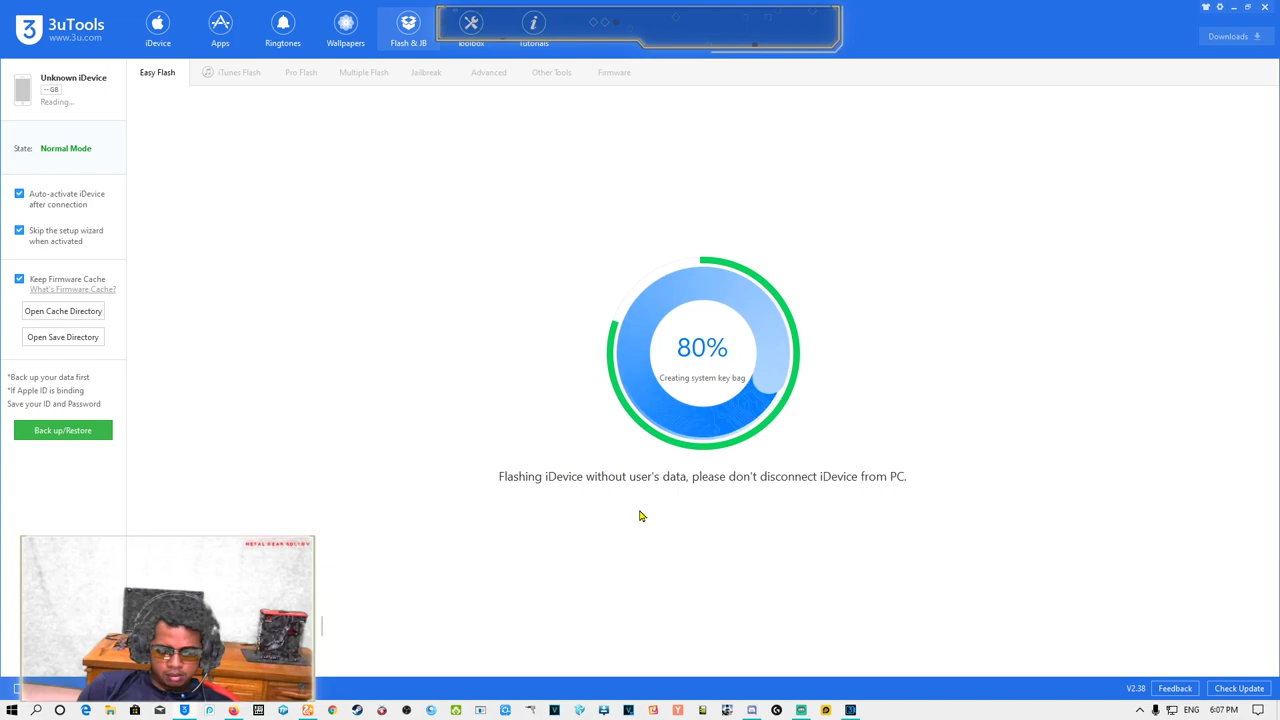 3uTools
www.3u.com
iDevice
Apps
Ringtones
Wallpapers
Flash & JB
Toolbox
Tutorials
Downloads
Unknown iDevice
-- GB
Reading...
Easy Flash
iTunes Flash
Pro Flash
Multiple Flash
Jailbreak
Advanced
Other Tools
Firmware
State: Normal Mode
Auto-activate iDevice
after connection
Skip the setup wizard
when activated
Keep Firmware Cache
What's Firmware Cache?
Open Cache Directory
Open Save Directory
*Back up your data first
*If Apple ID is binding
Save your ID and Password
Back up/Restore
80%
Creating system key bag
Flashing iDevice without user's data, please don't disconnect iDevice from PC.
METAL GEAR SOLID V
V2.38
Feedback
Check Update
ENG
6:07 PM